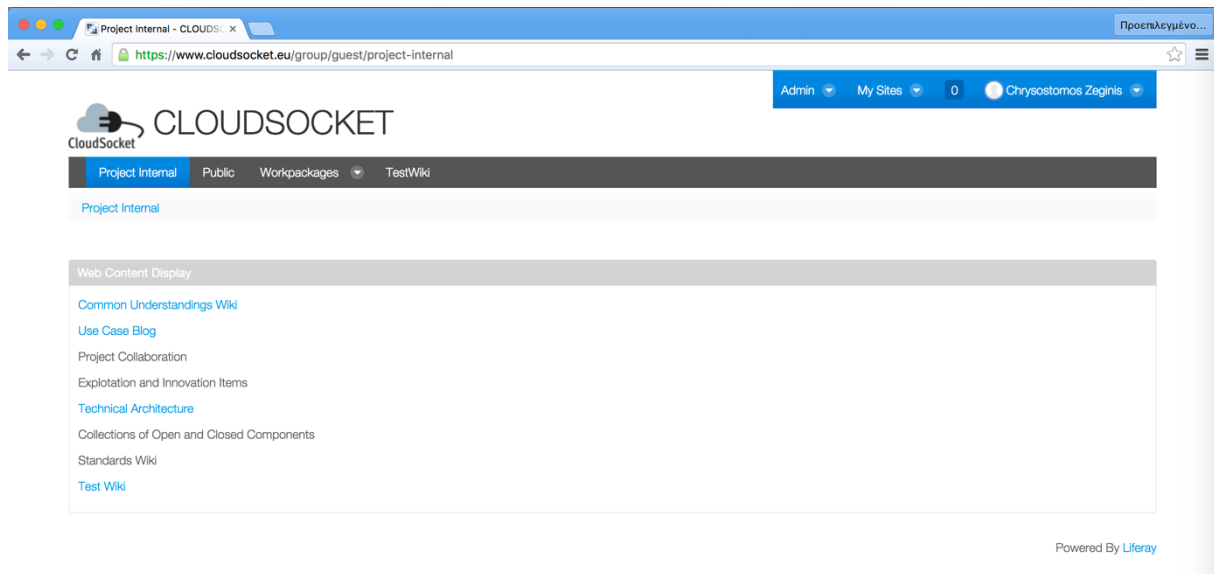 Project Internal - CLOUDSC
Προεπιλεγμένο...
https://www.cloudsocket.eu/group/guest/project-internal
Admin My Sites 0 Chrysostomos Zeginis
CloudSocket
CLOUDSOCKET
Project Internal Public Workpackages TestWiki
Project Internal
Web Content Display
Common Understandings Wiki
Use Case Blog
Project Collaboration
Explotation and Innovation Items
Technical Architecture
Collections of Open and Closed Components
Standards Wiki
Test Wiki
Powered By Liferay